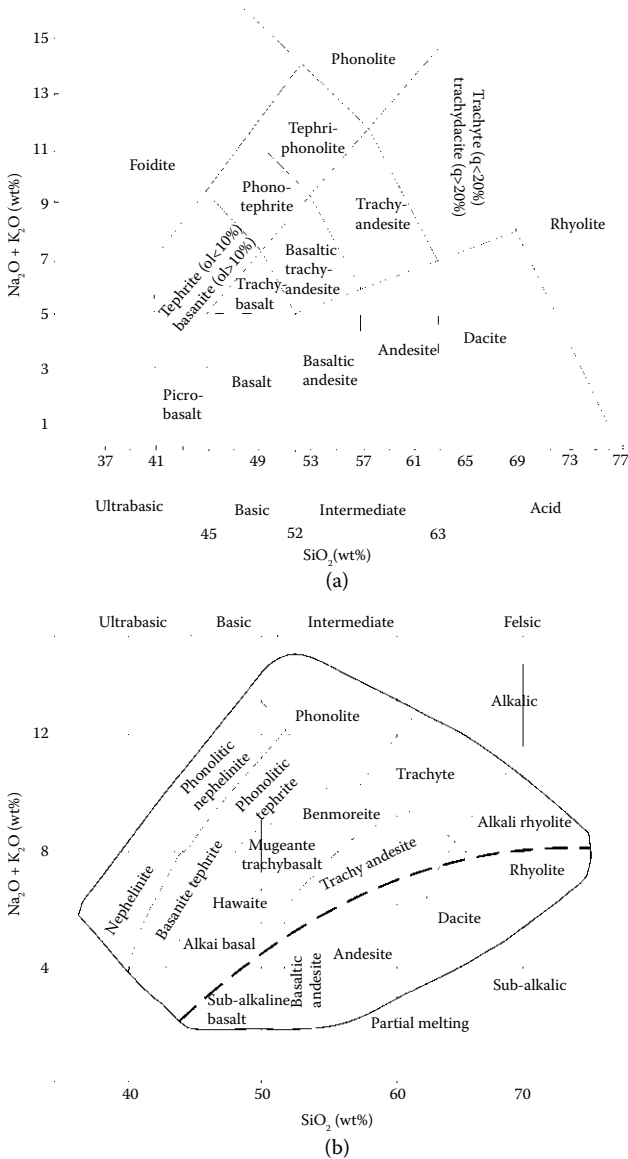 15
13
11
9
7
5
3
1
Na2O + K2O (wt%)
Phonolite
Trachyte (q<20%)
trachydacite (q>20%)
Tephri-
phonolite
Foidite
Phono-
tephrite
Trachy-
andesite
Rhyolite
Tephrite (ol<10%)
basanite (ol>10%)
Basaltic
trachy-
andesite
Trachy-
basalt
Dacite
Andesite
Basaltic
andesite
Basalt
Picro-
basalt
37 41 49 53 57 61 65 69 73 77
Ultrabasic Basic Intermediate Acid
45 52 63
SiO2(wt%)
(a)
Ultrabasic Basic Intermediate Felsic
12
8
4
Na2O + K2O (wt%)
Alkalic
Phonolite
Phonolitic
nephelinite
Phonolitic
tephrite
Trachyte
Benmoreite
Alkali rhyolite
Mugeante
trachybasalt
Trachy andesite
Rhyolite
Nephelinite
Basanite tephrite
Hawaite
Dacite
Alkai basal
Andesite
Basaltic
andesite
Sub-alkalic
Sub-alkaline
basalt
Partial melting
40 50 60 70
SiO2 (wt%)
(b)